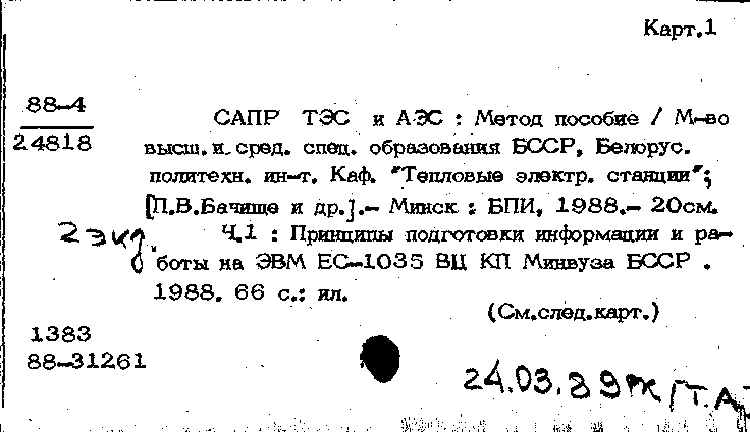 Карт.1
88-4
24818
САПР ТЭС и АЭС : Метод пособие / М-во
высш.и сред. спец. образования БССР, Белорус.
политехн. ин-т. Каф. "Тепловые электр. станции";
[П.В.Бачище и др.].- Минск : БПИ, 1988.- 20см.
2 экз.
Ч.1 : Принципы подготовки информации и ра-
боты на ЭВМ ЕС-1035 ВЦ КП Минвуза БССР .
1988. 66 с.: ил.
(См.след.карт.)
1383
88-31261
24.03.89